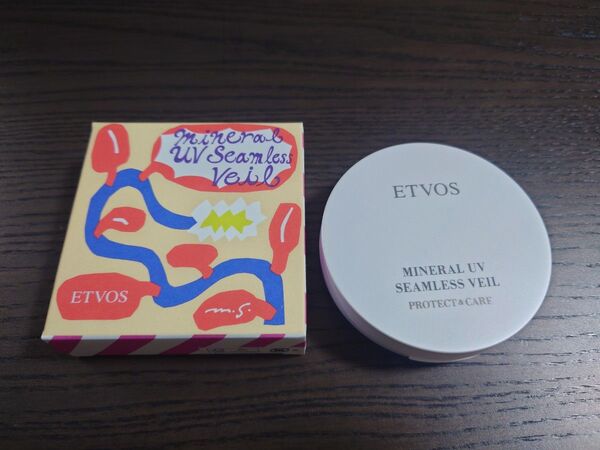 mineral
UV Seamless
Veil
ETVOS
m.s.
ETVOS
MINERAL UV
SEAMLESS VEIL
PROTECT & CARE